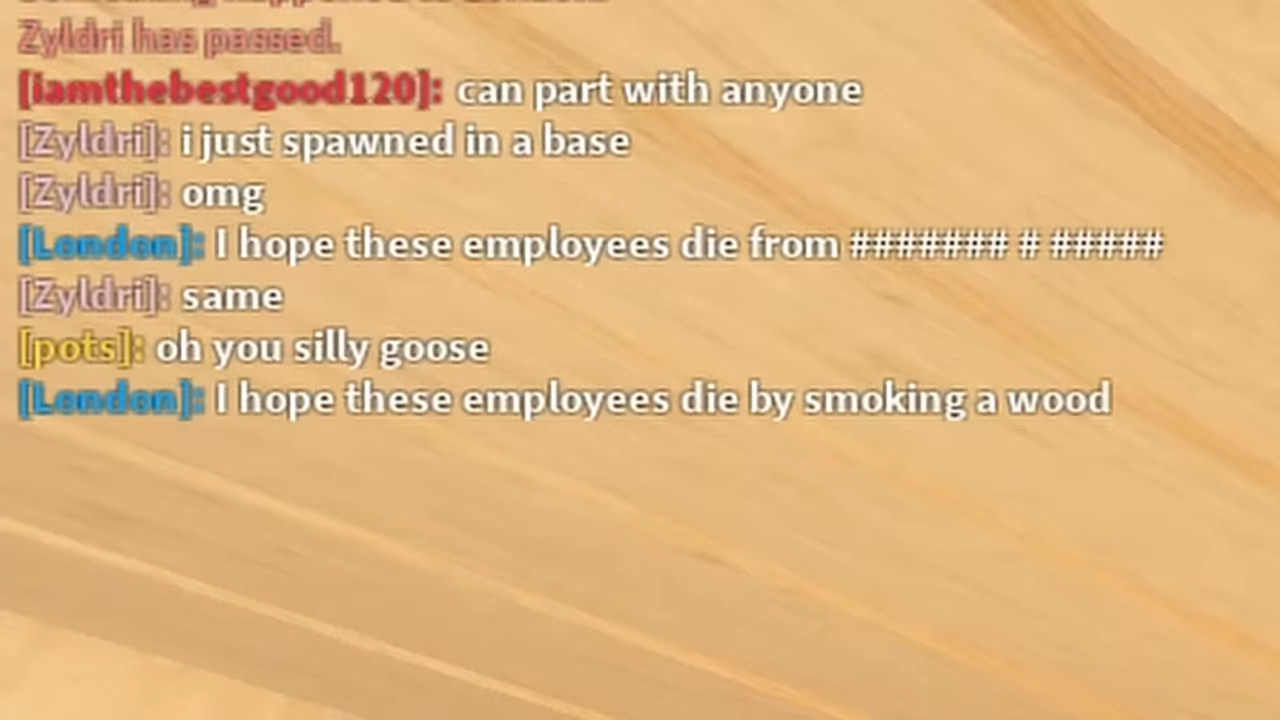 Zyldri has passed.
[iamthebestgood120]: can part with anyone
[Zyldri]: i just spawned in a base
[Zyldri]: omg
[London]: I hope these employees die from ####### # #####
[Zyldri]: same
[pots]: oh you silly goose
[London]: I hope these employees die by smoking a wood